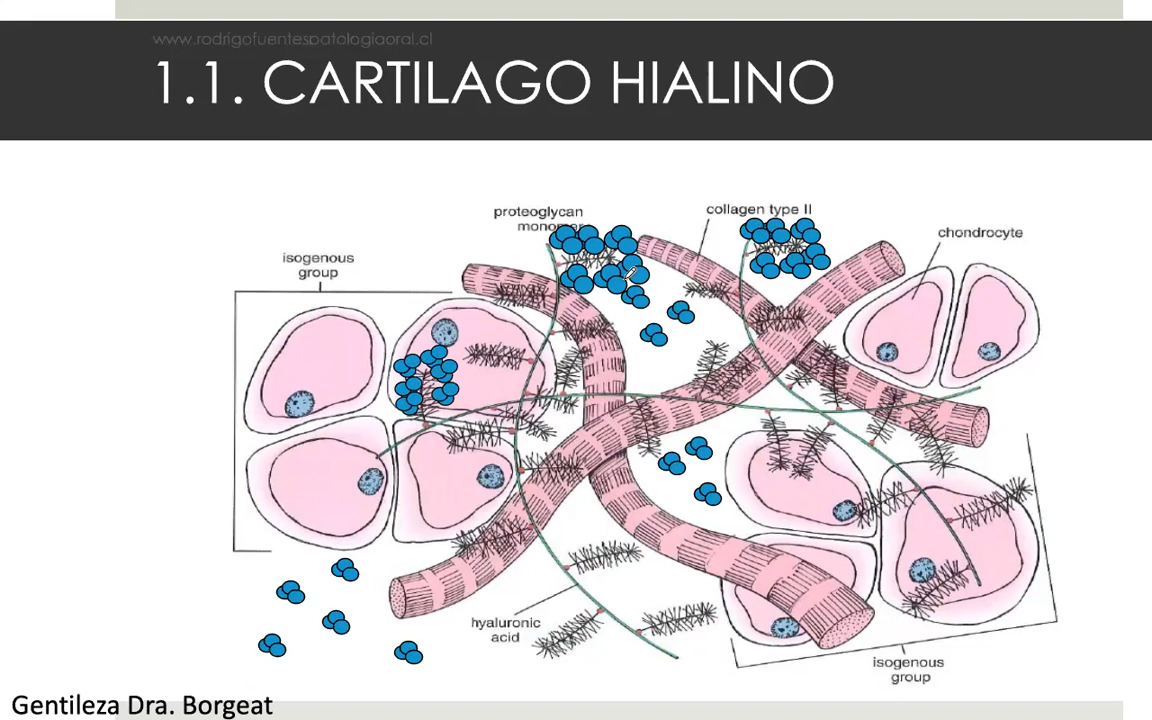 www.rodrigofuentespatologiaoral.cl
1.1. CARTILAGO HIALINO
proteoglycan
monomer
collagen type II
chondrocyte
isogenous
group
hyaluronic
acid
isogenous
group
Gentileza Dra. Borgeat